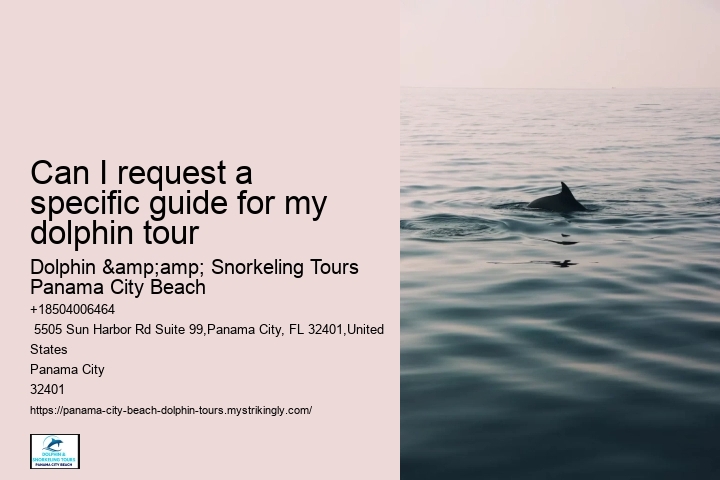 Can I request a
specific guide for my
dolphin tour
Dolphin &amp;amp; Snorkeling Tours
Panama City Beach
+18504006464
5505 Sun Harbor Rd Suite 99,Panama City, FL 32401,United
States
Panama City
32401
https://panama-city-beach-dolphin-tours.mystrikingly.com/
DOLPHIN &
SNORKELING TOURS
PANAMA CITY BEACH